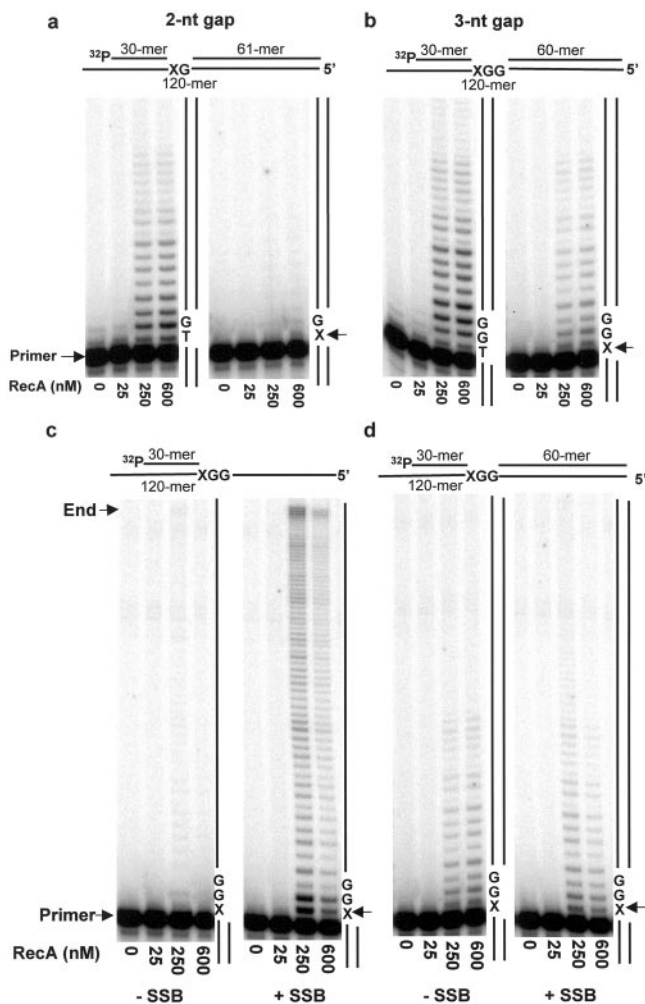 a 2-nt gap
32P 30-mer 61-mer
XG 5'
120-mer
G
T
G
X
Primer
RecA (nM) 0 25 250 600 0 25 250 600
b 3-nt gap
32P 30-mer 60-mer
XGG 5'
120-mer
G
G
T
G
G
X
0 25 250 600 0 25 250 600
c
32P 30-mer
XGG 5'
120-mer
End
G
G
X
G
G
X
Primer
RecA (nM) 0 25 250 600 0 25 250 600
- SSB + SSB
d
32P 30-mer 60-mer
XGG 5'
120-mer
G
G
X
G
G
X
0 25 250 600 0 25 250 600
- SSB + SSB